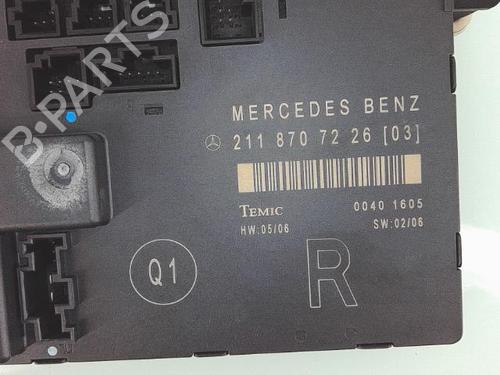 B-PARTS
MERCEDES BENZ
211 870 72 26 [03]
TEMIC 0040 1605
HW:05/06 SW:02/06
Q1
R